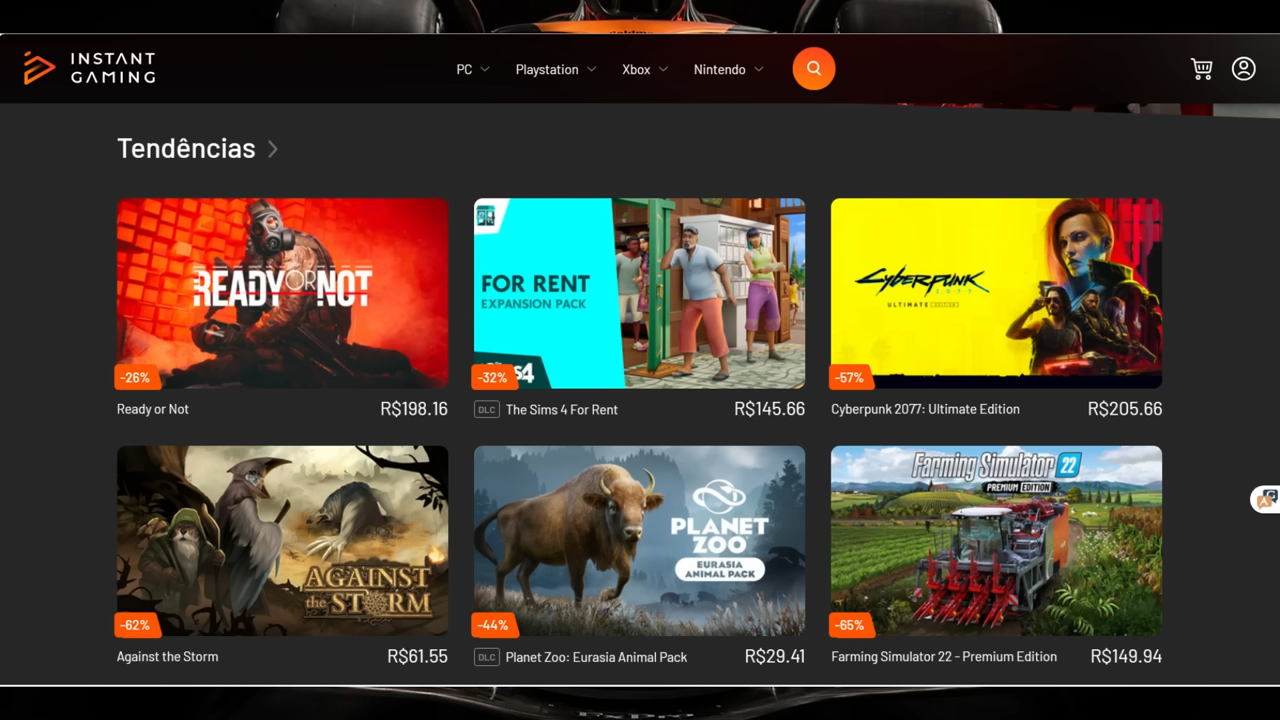 INSTANT
GAMING
PC
Playstation
Xbox
Nintendo
Tendências
READY OR NOT
-26%
Ready or Not
R$198.16
FOR RENT
EXPANSION PACK
-32%
DLC
The Sims 4 For Rent
R$145.66
Cyberpunk
2077
ULTIMATE EDITION
-57%
Cyberpunk 2077: Ultimate Edition
R$205.66
AGAINST
the STORM
-62%
Against the Storm
R$61.55
PLANET
ZOO
EURASIA
ANIMAL PACK
-44%
DLC
Planet Zoo: Eurasia Animal Pack
R$29.41
Farming Simulator 22
PREMIUM EDITION
-65%
Farming Simulator 22 - Premium Edition
R$149.94